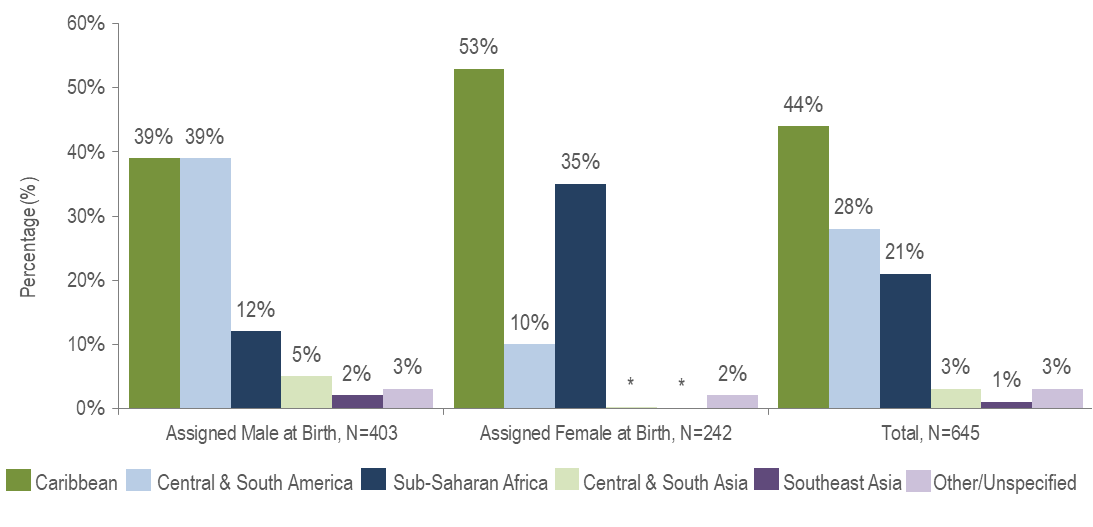 60%
50%
40%
30%
20%
10%
0%
Percentage (%)
39% 39% 12% 5% 2% 3%
53% 10% 35% * * 2%
44% 28% 21% 3% 1% 3%
Assigned Male at Birth, N=403
Assigned Female at Birth, N=242
Total, N=645
Caribbean Central & South America Sub-Saharan Africa Central & South Asia Southeast Asia Other/Unspecified